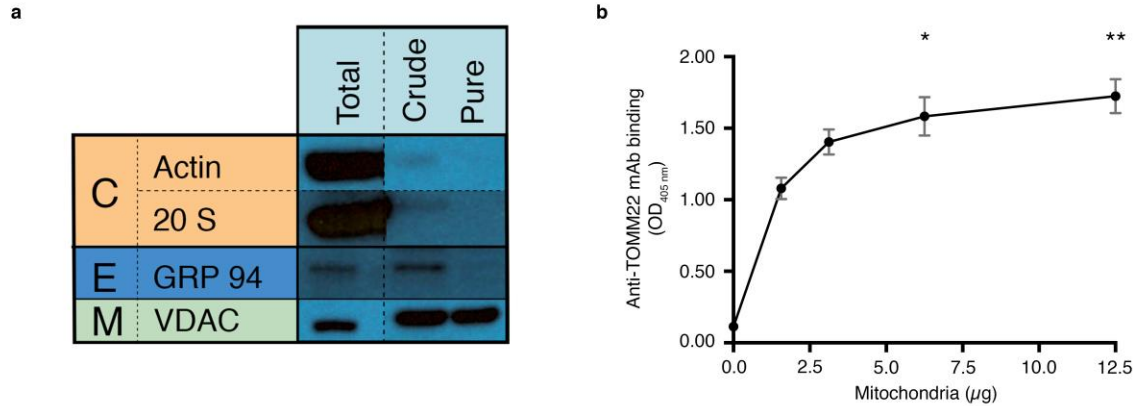 a
Total
Crude
Pure
C
Actin
20 S
E
GRP 94
M
VDAC
b
*
**
2.00
1.50
1.00
0.50
0.00
Anti-TOMM22 mAb binding
(OD405 nm)
0.0
2.5
5.0
7.5
10.0
12.5
Mitochondria (µg)